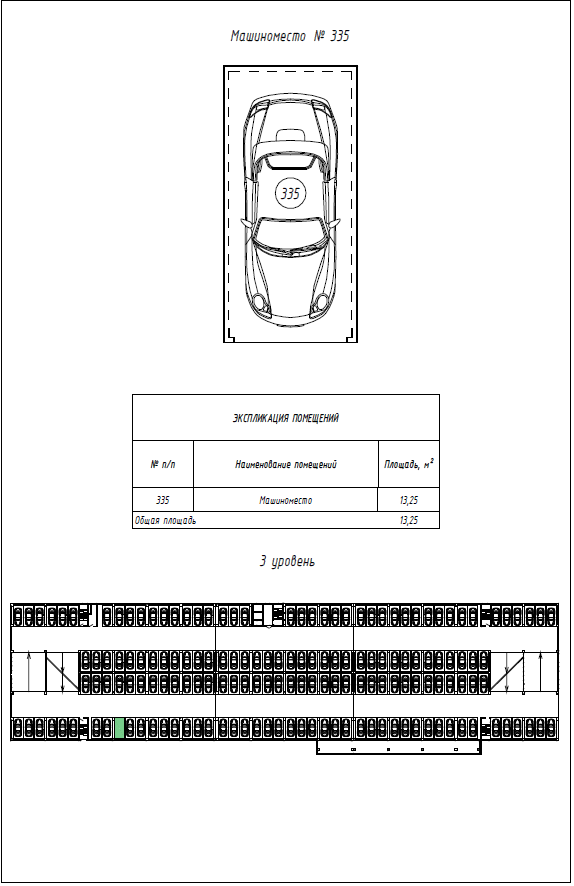 Машиноместо № 335
335
ЭКСПЛИКАЦИЯ ПОМЕЩЕНИЙ
№ п/п Наименование помещений Площадь, м²
335 Машиноместо 13,25
Общая площадь 13,25
3 уровень